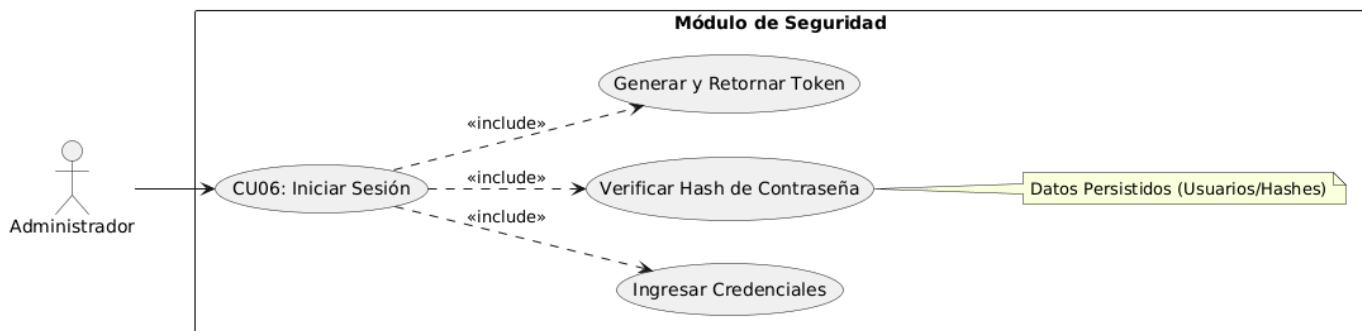 Módulo de Seguridad
Generar y Retornar Token
«include»
CU06: Iniciar Sesión
«include»
Verificar Hash de Contraseña
Datos Persistidos (Usuarios/Hashes)
«include»
Administrador
Ingresar Credenciales